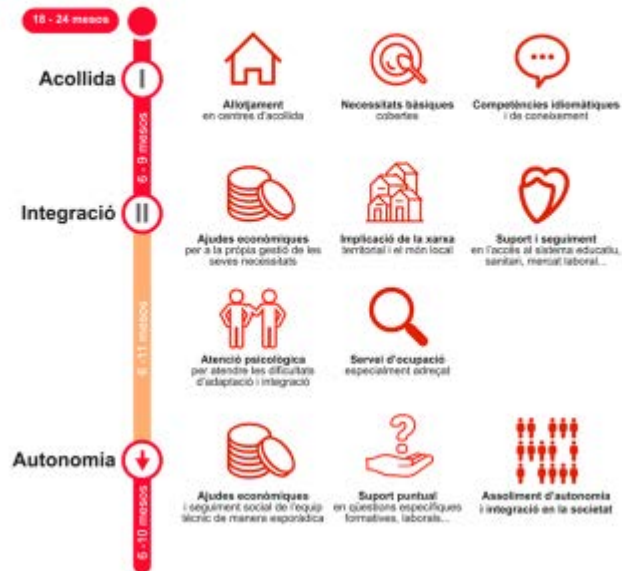 18 - 24 mesos
Acollida
I
Allotjament
en centres d'acollida
Necessitats bàsiques
cobertes
Competències idiomàtiques
i de coneixement
6 - 9 mesos
Integració
II
Ajudes econòmiques
per a la pròpia gestió de les
seves necessitats
Implicació de la xarxa
territorial i el món local
Suport i seguiment
en l'accés al sistema educatiu,
sanitari, mercat laboral...
6 -11 mesos
Atenció psicològica
per atendre les dificultats
d'adaptació i integració
Servei d'ocupació
especialment adreçat
Autonomia
Ajudes econòmiques
i seguiment social de l'equip
tècnic de manera esporàdica
Suport puntual
en qüestions específiques
formatives, laborals...
Assoliment d'autonomia
i integració en la societat
6 -10 mesos